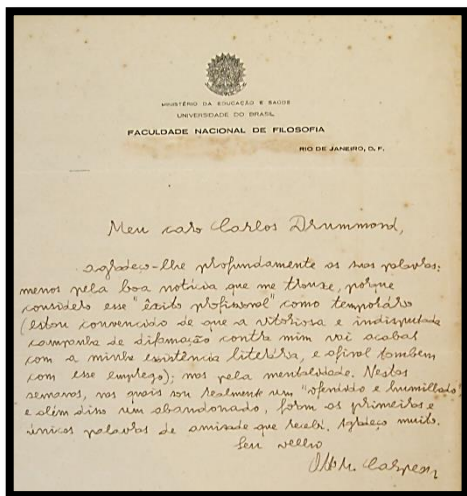 MINISTÉRIO DA EDUCAÇÃO E SAÚDE
UNIVERSIDADE DO BRASIL
FACULDADE NACIONAL DE FILOSOFIA
RIO DE JANEIRO, D. F.
Meu caro Carlos Drummond,
agradeço-lhe profundamente as suas palavras;
menos pela boa notícia que me trouxe, porque
considero esse "êxito profissional" como temporário
(estou convencido de que a vitoriosa e indisputada
campanha de difamação contra mim vai acabar
com a minha existência literária, e afinal tambem
com esse emprego); mas pela mentalidade. Nestas
semanas, nas quais sou realmente um "ofendido e humilhado"
e além disso um abandonado, foram as primeiras e
únicas palavras de amizade que recebi. Agradeço muito.
Seu velho
Otto M. Carpeaux